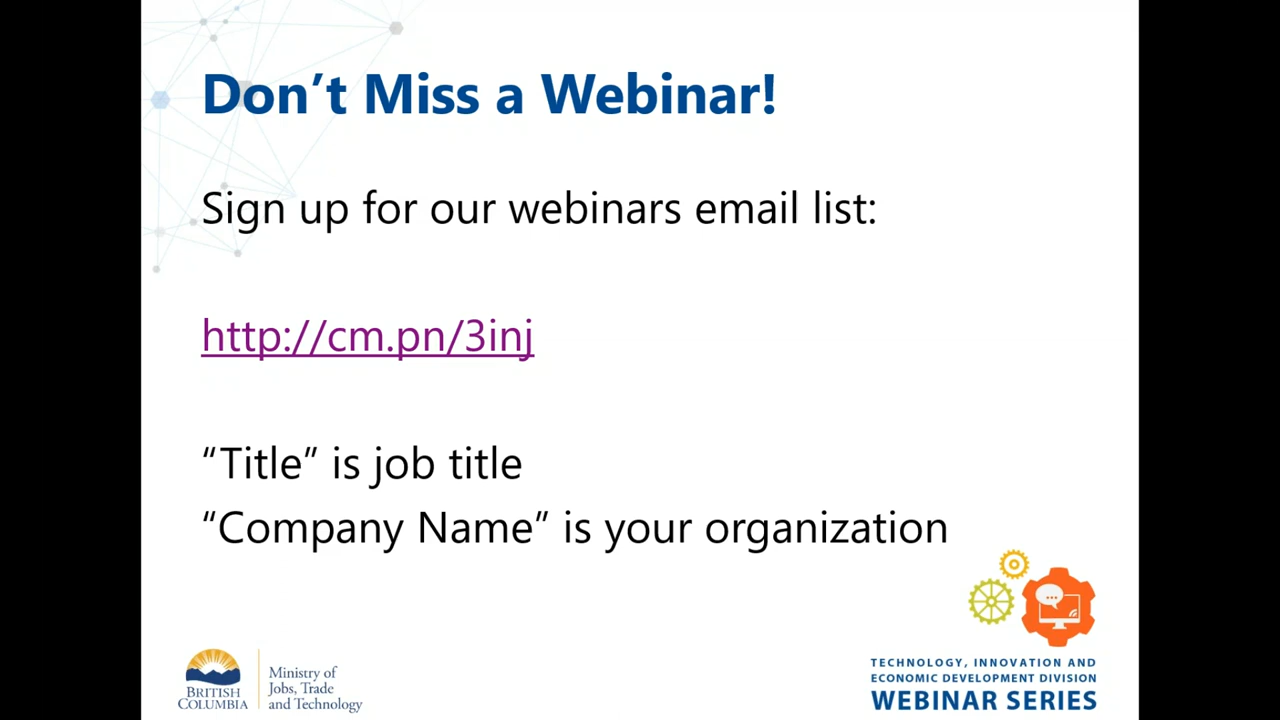 Don’t Miss a Webinar!
Sign up for our webinars email list:
http://cm.pn/3inj
“Title” is job title
“Company Name” is your organization
BRITISH
COLUMBIA
Ministry of
Jobs, Trade
and Technology
TECHNOLOGY, INNOVATION AND
ECONOMIC DEVELOPMENT DIVISION
WEBINAR SERIES